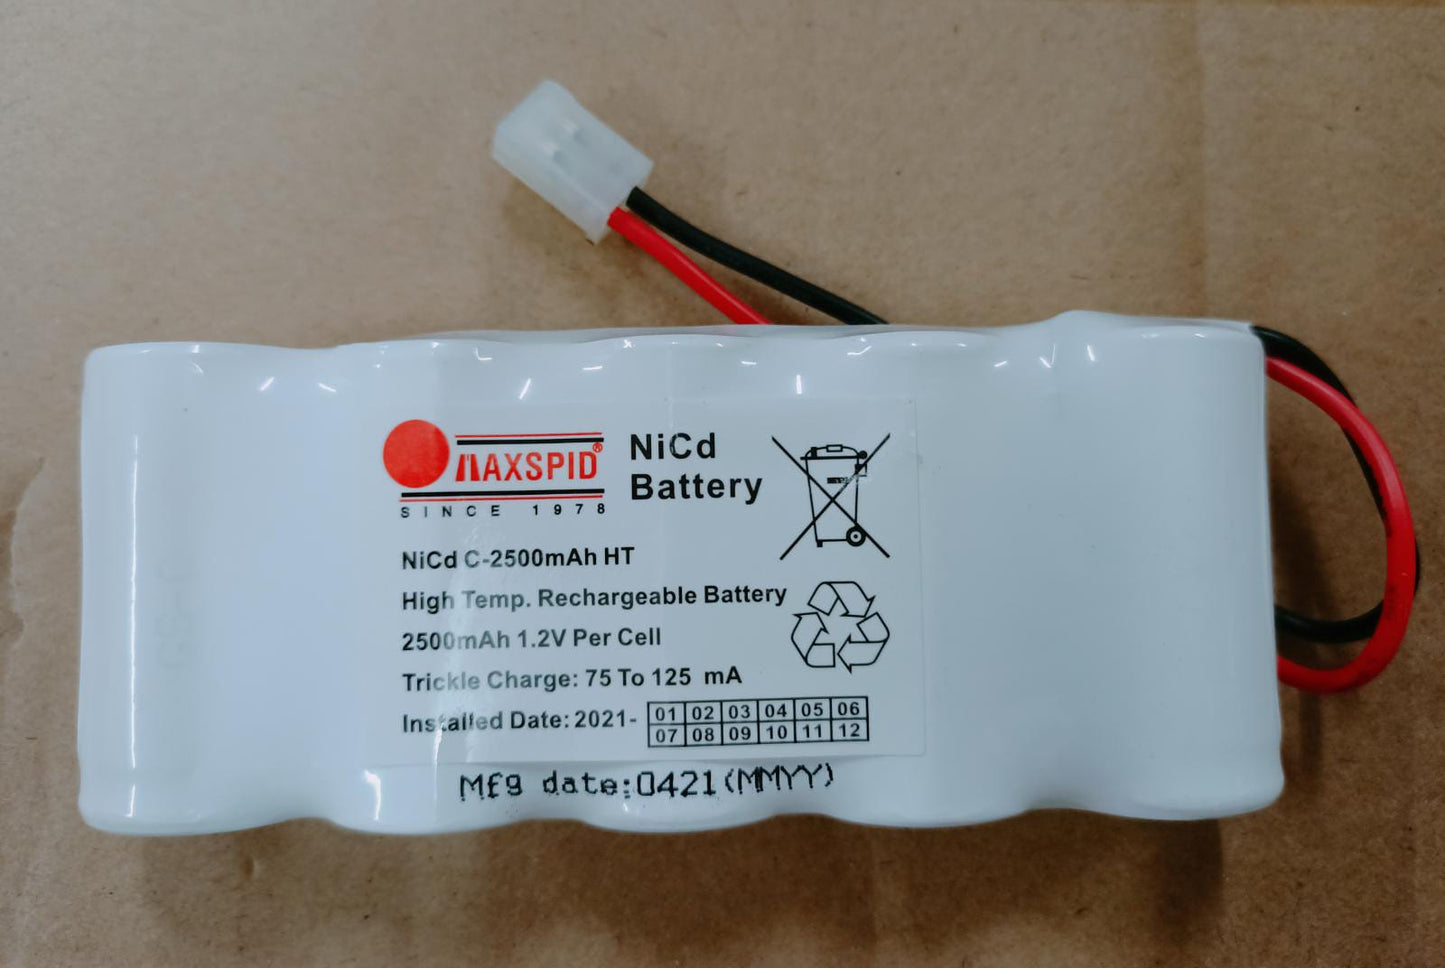 MAXSPID®
SINCE 1978
NiCd
Battery
NiCd C-2500mAh HT
High Temp. Rechargeable Battery
2500mAh 1.2V Per Cell
Trickle Charge: 75 To 125 mA
Installed Date: 2021-
01 02 03 04 05 06
07 08 09 10 11 12
Mfg date:0421(MMYY)